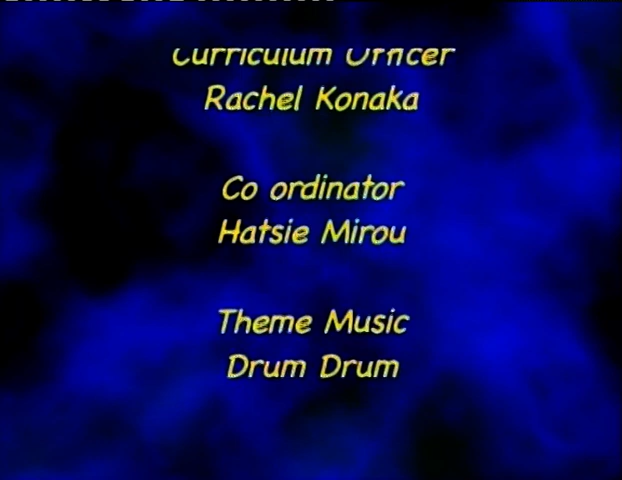 Curriculum Officer
Rachel Konaka
Co ordinator
Hatsie Mirou
Theme Music
Drum Drum